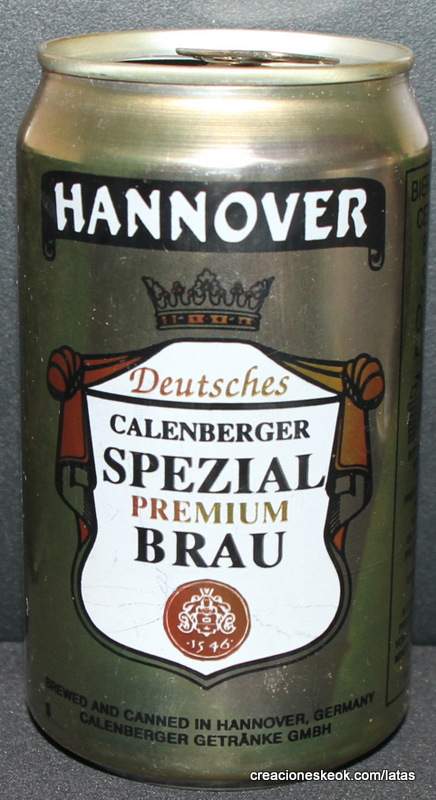 HANNOVER
Deutsches
CALENBERGER
SPEZIAL
PREMIUM
BRAU
·1546·
BREWED AND CANNED IN HANNOVER, GERMANY
CALENBERGER GETRÄNKE GMBH
creacioneskeok.com/latas